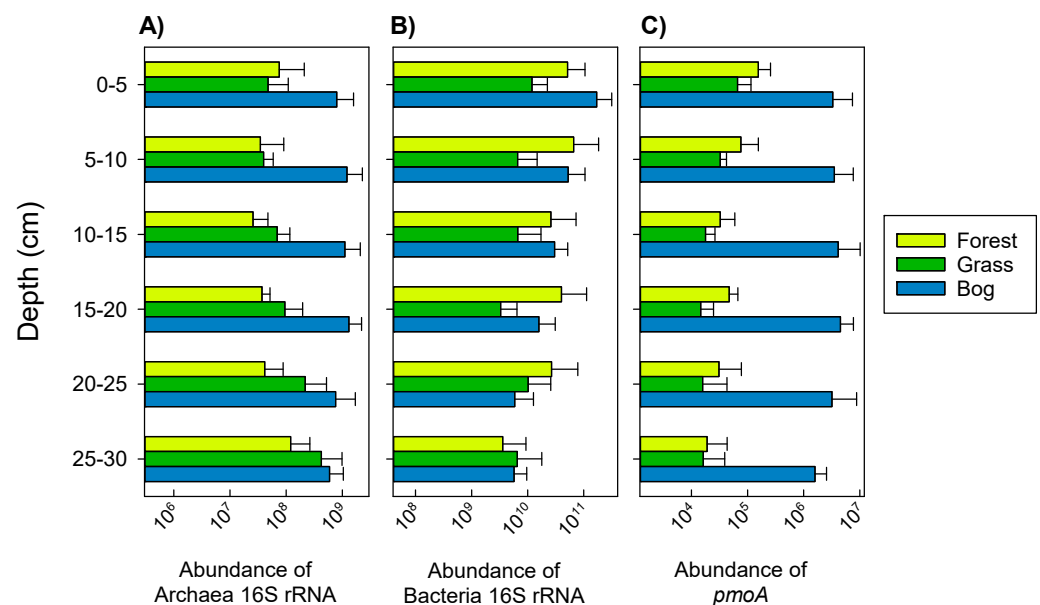 A)
B)
C)
Depth (cm)
0-5
5-10
10-15
15-20
20-25
25-30
10⁶
10⁷
10⁸
10⁹
10⁸
10⁹
10¹⁰
10¹¹
10⁴
10⁵
10⁶
10⁷
Abundance of
Archaea 16S rRNA
Abundance of
Bacteria 16S rRNA
Abundance of
pmoA
Forest
Grass
Bog